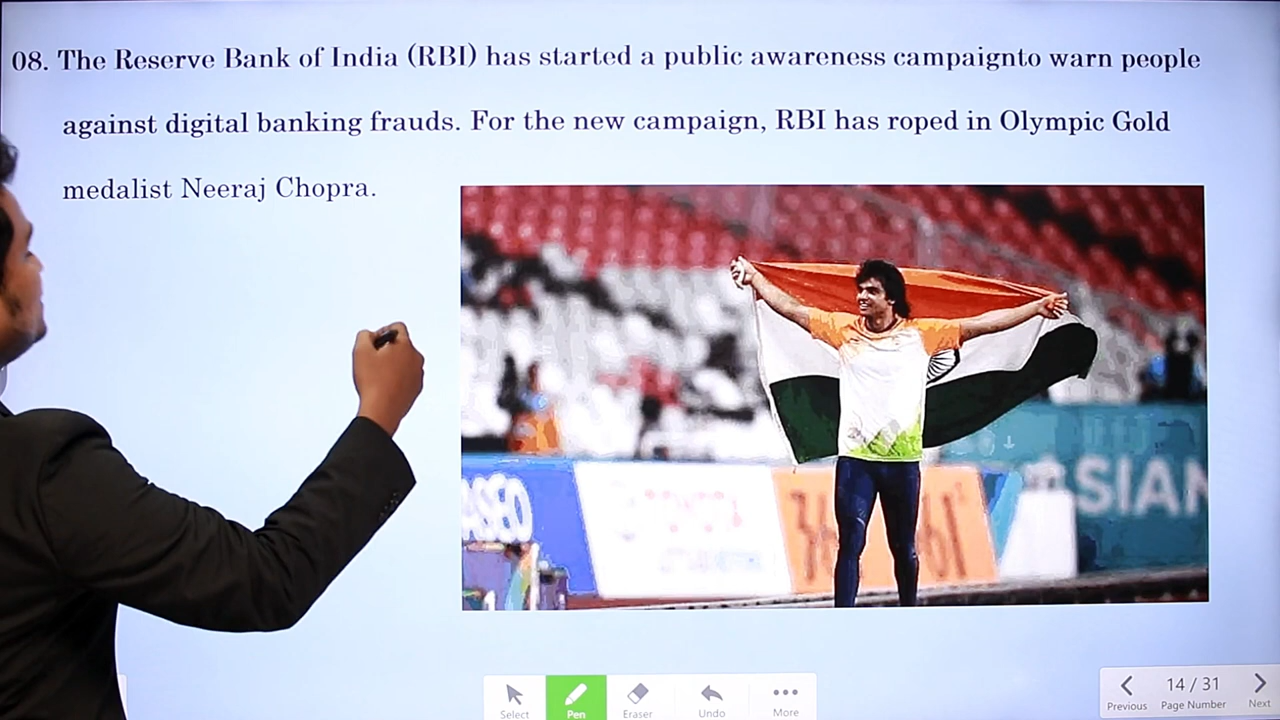 08. The Reserve Bank of India (RBI) has started a public awareness campaignto warn people
against digital banking frauds. For the new campaign, RBI has roped in Olympic Gold
medalist Neeraj Chopra.
ASIAN
Select
Pen
Eraser
Undo
More
14 / 31
Previous
Page Number
Next